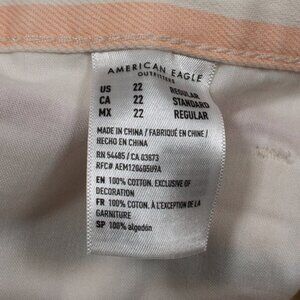 AMERICAN EAGLE
OUTFITTERS
US 22 REGULAR
CA 22 STANDARD
MX 22 REGULAR
MADE IN CHINA / FABRIQUÉ EN CHINE /
HECHO EN CHINA
RN 54485 / CA 03673
RFC# AEM120605U9A
EN 100% COTTON, EXCLUSIVE OF
DECORATION
FR 100% COTON, À L'EXCEPTION DE LA
GARNITURE
SP 100% algodón